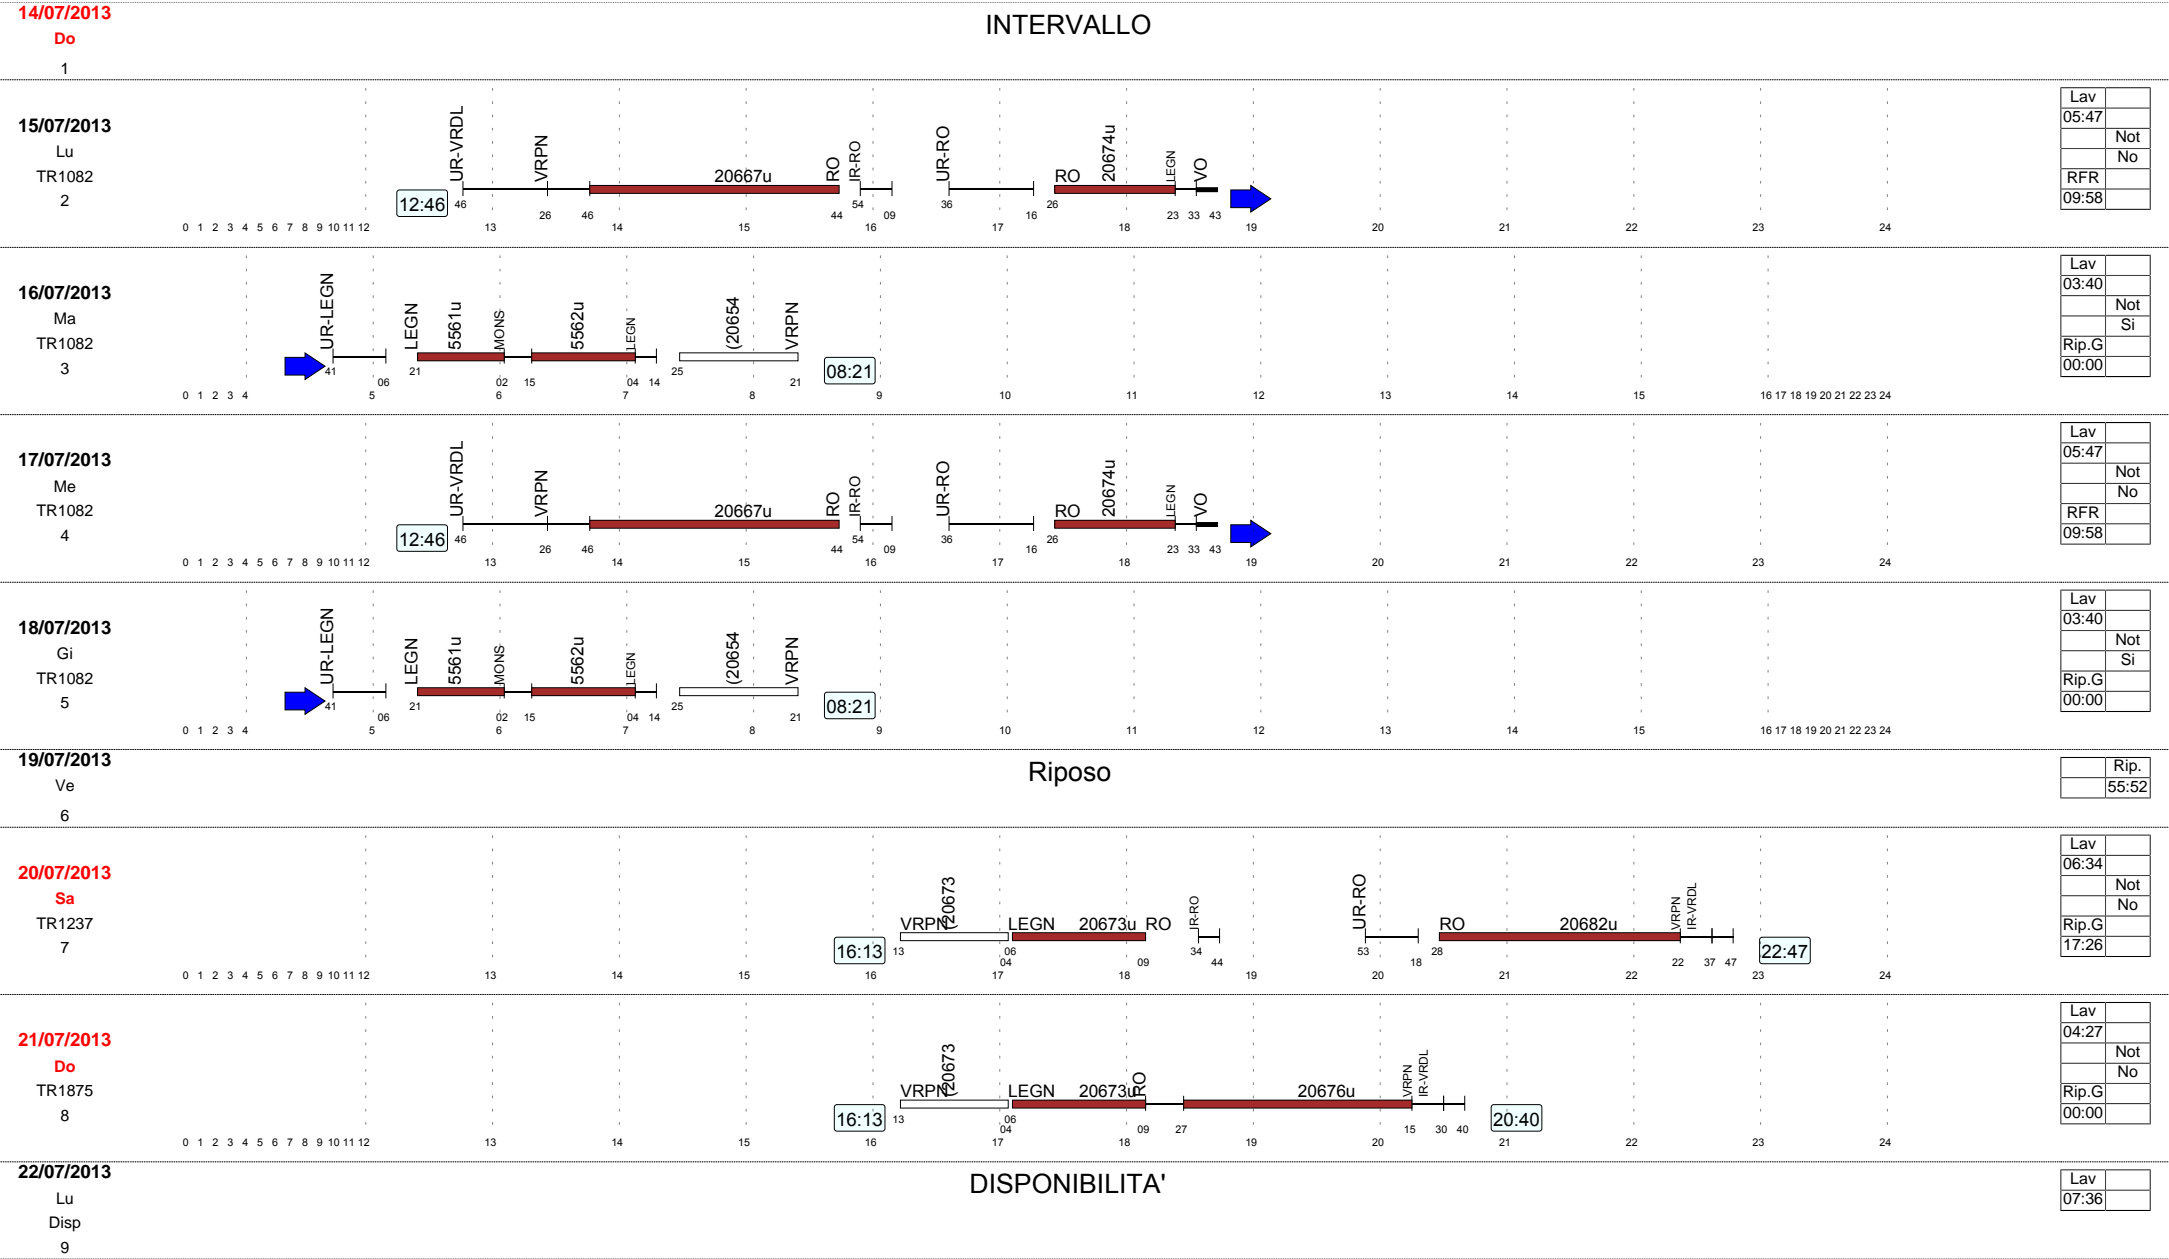 14/07/2013
Do
1
INTERVALLO
15/07/2013
Lu
TR1082
2
12:46
UR-VRDL VRPN 20667u RO IR-RO UR-RO RO 20674u LEGN VO
46 26 46 44 54 09 36 16 26 23 33 43
0 1 2 3 4 5 6 7 8 9 10 11 12 13 14 15 16 17 18 19 20 21 22 23 24
Lav
05:47
Not
No
RFR
09:58
16/07/2013
Ma
TR1082
3
UR-LEGN LEGN 5561u MONS 5562u LEGN (20654 VRPN
41 06 21 02 15 04 14 25 21
08:21
0 1 2 3 4 5 6 7 8 9 10 11 12 13 14 15 16 17 18 19 20 21 22 23 24
Lav
03:40
Not
Si
Rip.G
00:00
17/07/2013
Me
TR1082
4
12:46
UR-VRDL VRPN 20667u RO IR-RO UR-RO RO 20674u LEGN VO
46 26 46 44 54 09 36 16 26 23 33 43
0 1 2 3 4 5 6 7 8 9 10 11 12 13 14 15 16 17 18 19 20 21 22 23 24
Lav
05:47
Not
No
RFR
09:58
18/07/2013
Gi
TR1082
5
UR-LEGN LEGN 5561u MONS 5562u LEGN (20654 VRPN
41 06 21 02 15 04 14 25 21
08:21
0 1 2 3 4 5 6 7 8 9 10 11 12 13 14 15 16 17 18 19 20 21 22 23 24
Lav
03:40
Not
Si
Rip.G
00:00
19/07/2013
Ve
6
Riposo
Rip.
55:52
20/07/2013
Sa
TR1237
7
16:13
VRPN (20673 LEGN 20673u RO IR-RO UR-RO RO 20682u VRPN IR-VRDL
13 06 04 09 34 44 53 18 28 22 37 47
22:47
0 1 2 3 4 5 6 7 8 9 10 11 12 13 14 15 16 17 18 19 20 21 22 23 24
Lav
06:34
Not
No
Rip.G
17:26
21/07/2013
Do
TR1875
8
16:13
VRPN (20673 LEGN 20673u RO 20676u VRPN IR-VRDL
13 06 04 09 27 15 30 40
20:40
0 1 2 3 4 5 6 7 8 9 10 11 12 13 14 15 16 17 18 19 20 21 22 23 24
Lav
04:27
Not
No
Rip.G
00:00
22/07/2013
Lu
Disp
9
DISPONIBILITA'
Lav
07:36